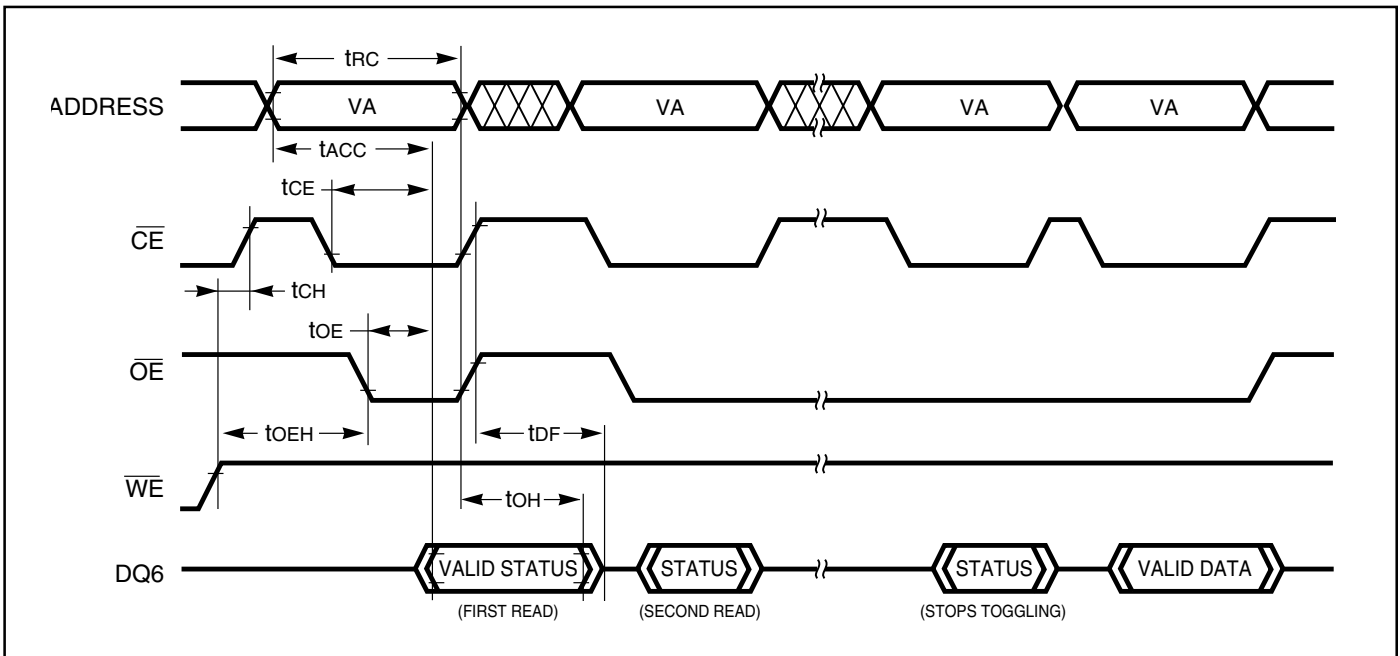 tRC
ADDRESS VA VA VA VA
tACC
tCE
CE
tCH
tOE
OE
tOEH tDF
WE
tOH
DQ6 VALID STATUS STATUS STATUS VALID DATA
(FIRST READ) (SECOND READ) (STOPS TOGGLING)